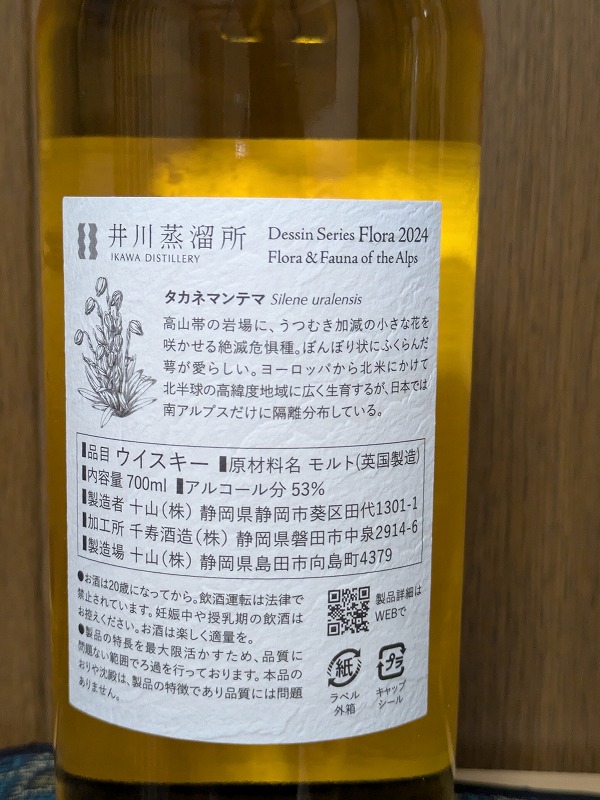 井川蒸溜所
IKAWA DISTILLERY
Dessin Series Flora 2024
Flora & Fauna of the Alps
タカネマンテマ Silene uralensis
高山帯の岩場に、うつむき加減の小さな花を
咲かせる絶滅危惧種。ぼんぼり状にふくらんだ
萼が愛らしい。ヨーロッパから北米にかけて
北半球の高緯度地域に広く生育するが、日本では
南アルプスだけに隔離分布している。
▮品目 ウイスキー ▮原材料名 モルト(英国製造)
▮内容量 700ml ▮アルコール分 53%
▮製造者 十山(株) 静岡県静岡市葵区田代1301-1
▮加工所 千寿酒造(株) 静岡県磐田市中泉2914-6
▮製造場 十山(株) 静岡県島田市向島町4379
●お酒は20歳になってから。飲酒運転は法律で
禁止されています。妊娠中や授乳期の飲酒は
お控えください。お酒は楽しく適量を。
●製品の特長を最大限活かすため、品質に
問題ない範囲でろ過を行っております。本品の
おりや沈殿は、製品の特徴であり品質には問題
ありません。
製品詳細は
WEBで
紙
ラベル
外箱
プラ
キャップ
シール